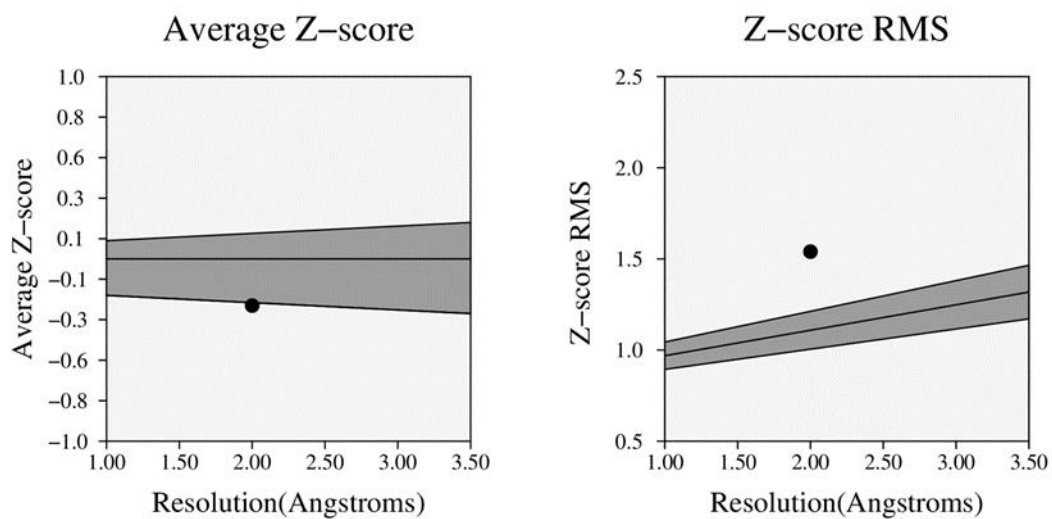 Average Z−score
Z−score RMS
Average Z−score
1.0
0.8
0.6
0.3
0.1
−0.1
−0.3
−0.6
−0.8
−1.0
1.00 1.50 2.00 2.50 3.00 3.50
Resolution(Angstroms)
Z−score RMS
2.5
2.0
1.5
1.0
0.5
1.00 1.50 2.00 2.50 3.00 3.50
Resolution(Angstroms)